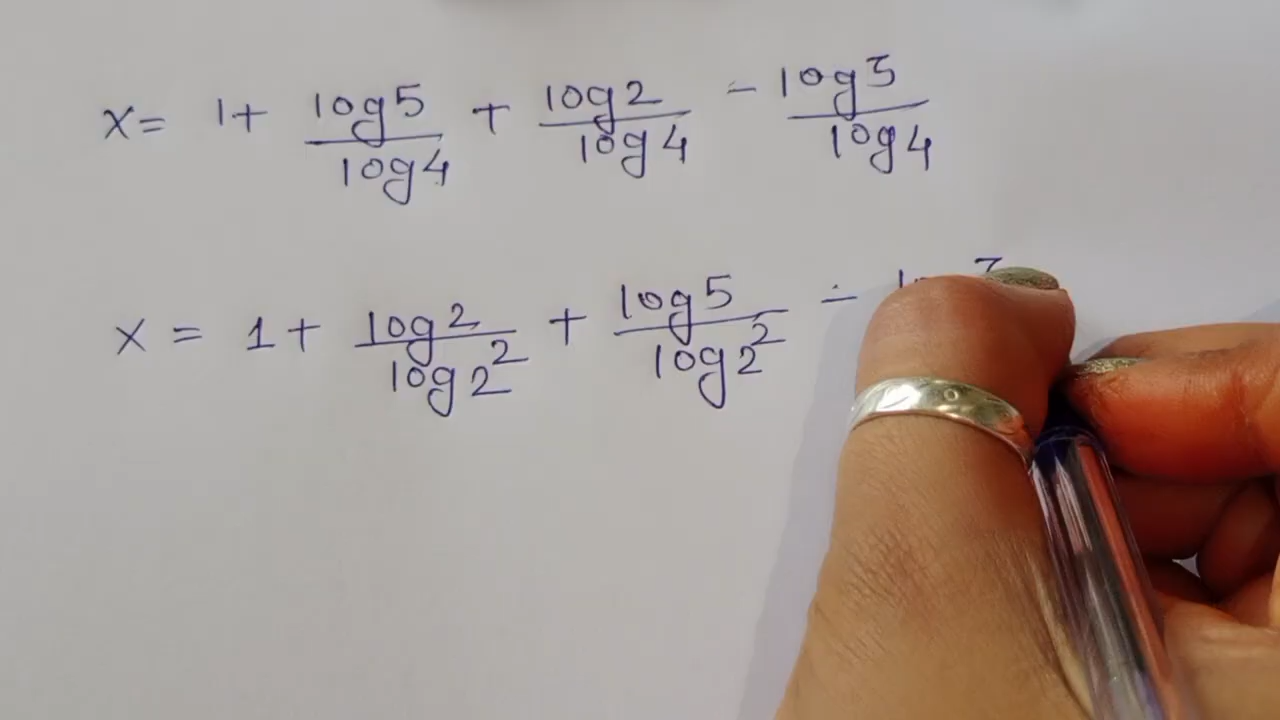 x = 1 + log5/log4 + log2/log4 - log3/log4
x = 1 + log2/log2² + log5/log2² -